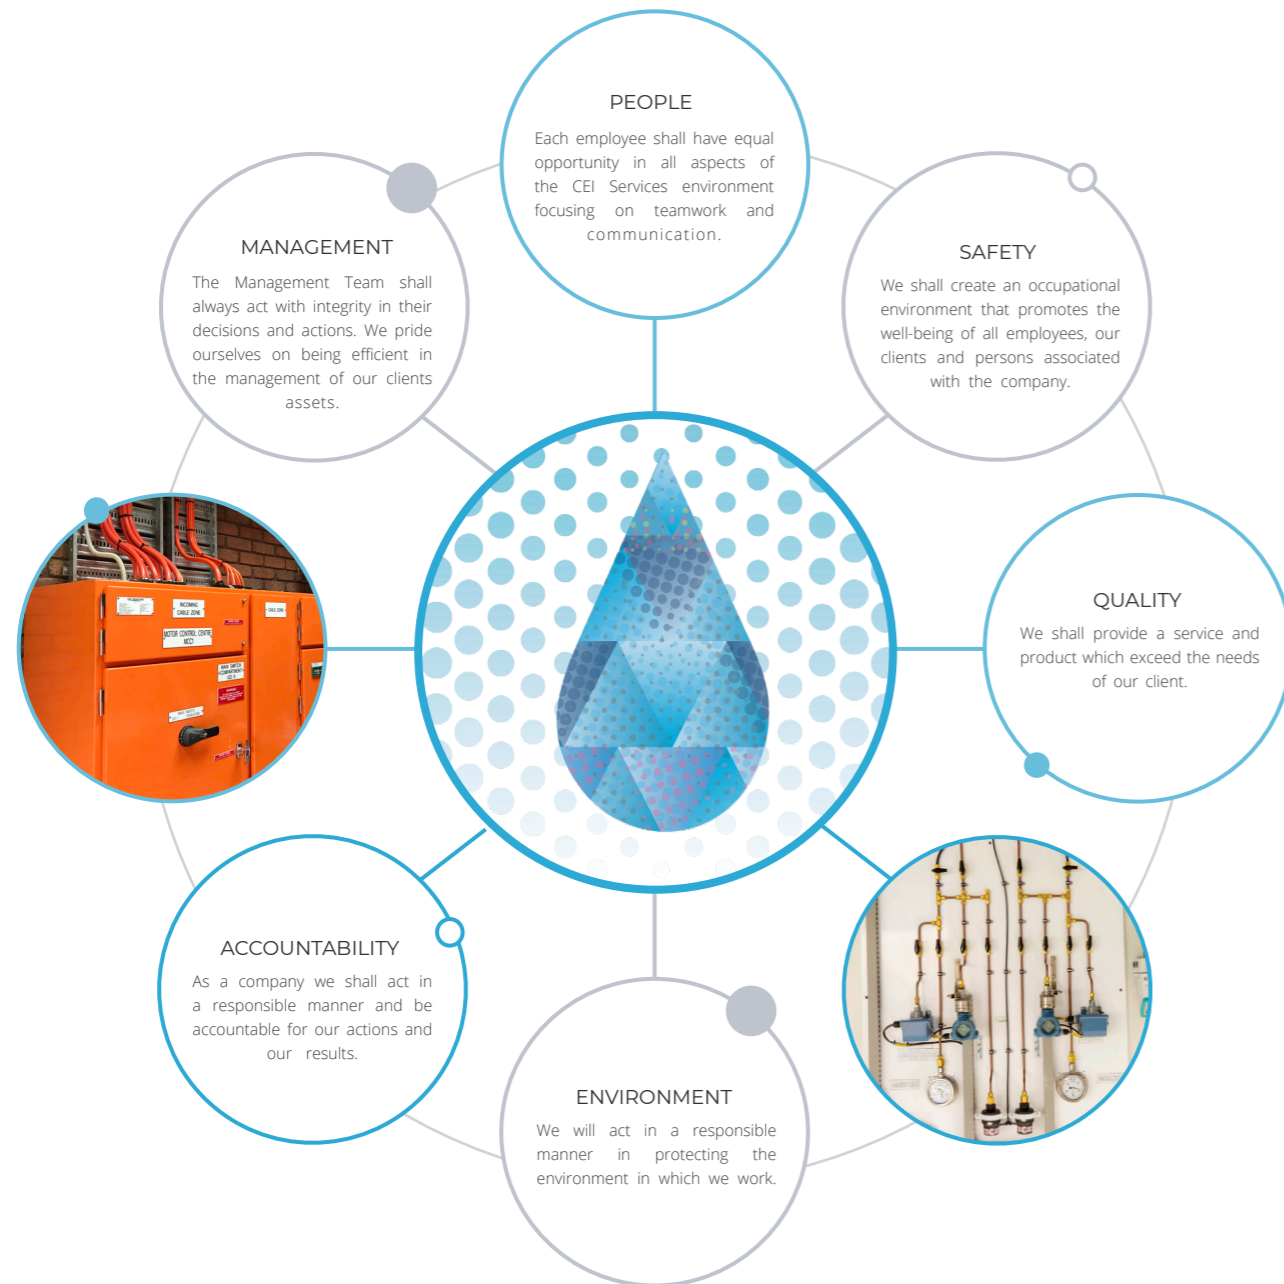 PEOPLE
Each employee shall have equal
opportunity in all aspects of
the CEI Services environment
focusing on teamwork and
communication.
SAFETY
We shall create an occupational
environment that promotes the
well-being of all employees, our
clients and persons associated
with the company.
QUALITY
We shall provide a service and
product which exceed the needs
of our client.
ENVIRONMENT
We will act in a responsible
manner in protecting the
environment in which we work.
ACCOUNTABILITY
As a company we shall act in
a responsible manner and be
accountable for our actions and
our results.
INCOMING
CABLE ZONE
CABLE ZONE
MOTOR CONTROL CENTRE
MCC1
MAIN SWITCH
COMPARTMENT
MANAGEMENT
The Management Team shall
always act with integrity in their
decisions and actions. We pride
ourselves on being efficient in
the management of our clients
assets.